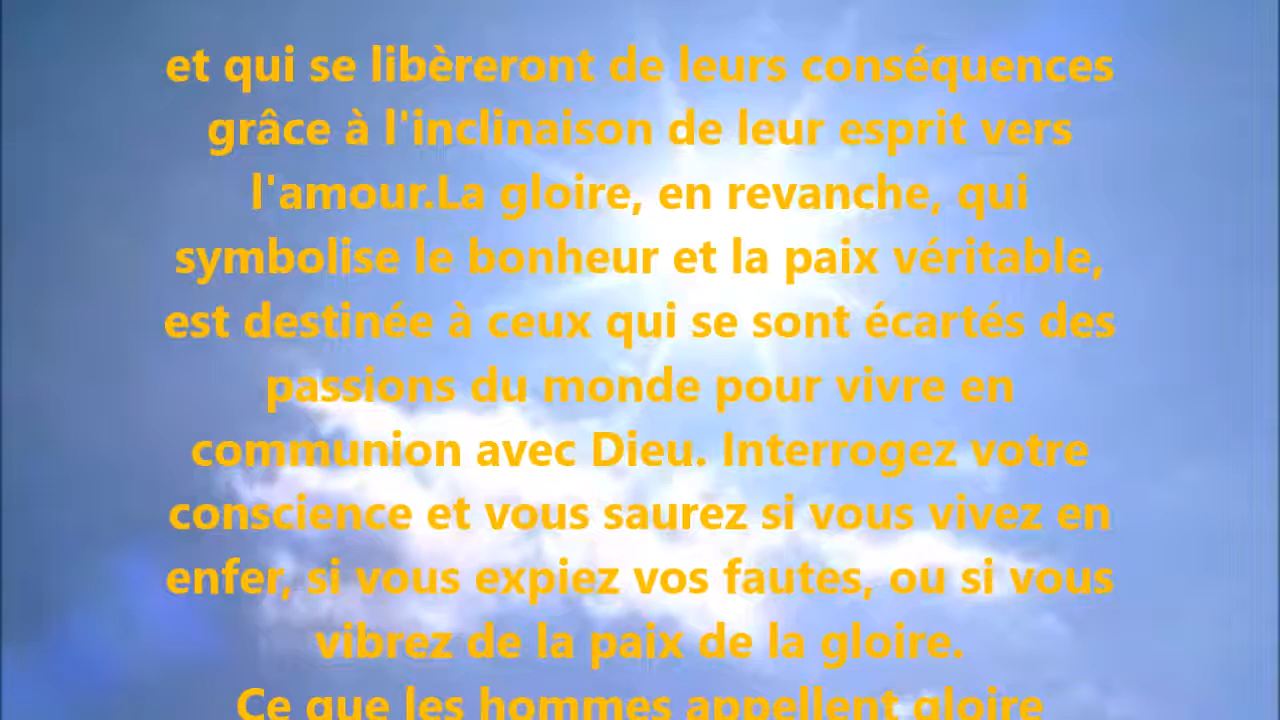 et qui se libèreront de leurs conséquences
grâce à l'inclinaison de leur esprit vers
l'amour.La gloire, en revanche, qui
symbolise le bonheur et la paix véritable,
est destinée à ceux qui se sont écartés des
passions du monde pour vivre en
communion avec Dieu. Interrogez votre
conscience et vous saurez si vous vivez en
enfer, si vous expiez vos fautes, ou si vous
vibrez de la paix de la gloire.
Ce que les hommes appellent gloire